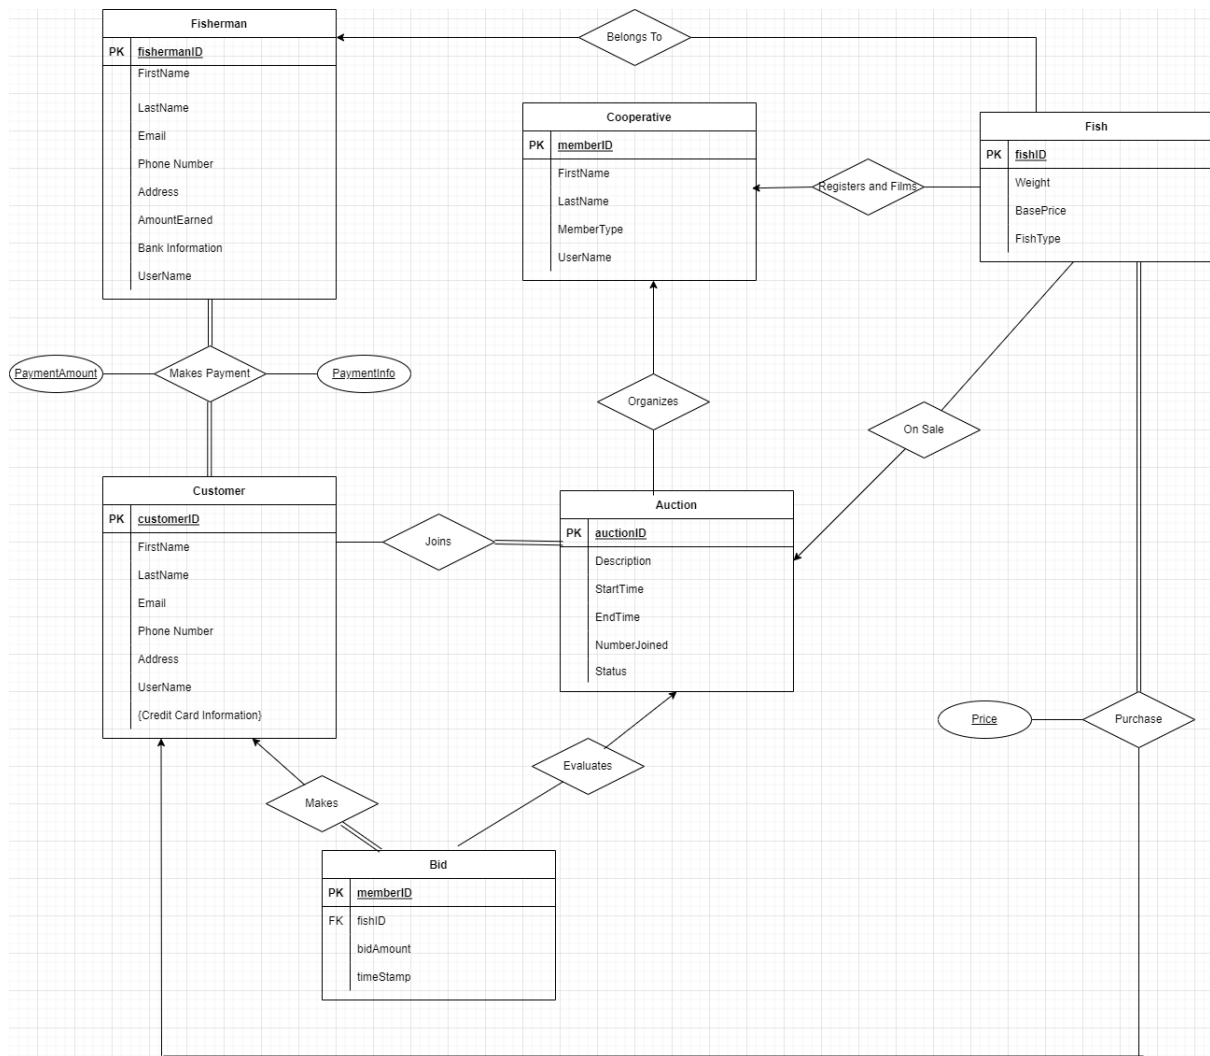 Fisherman
PK fishermanID
FirstName
LastName
Email
Phone Number
Address
AmountEarned
Bank Information
UserName
Belongs To
Cooperative
PK memberID
FirstName
LastName
MemberType
UserName
Registers and Films
Fish
PK fishID
Weight
BasePrice
FishType
PaymentAmount
Makes Payment
PaymentInfo
Organizes
On Sale
Customer
PK customerID
FirstName
LastName
Email
Phone Number
Address
UserName
{Credit Card Information}
Joins
Auction
PK auctionID
Description
StartTime
EndTime
NumberJoined
Status
Price
Purchase
Evaluates
Makes
Bid
PK memberID
FK fishID
bidAmount
timeStamp